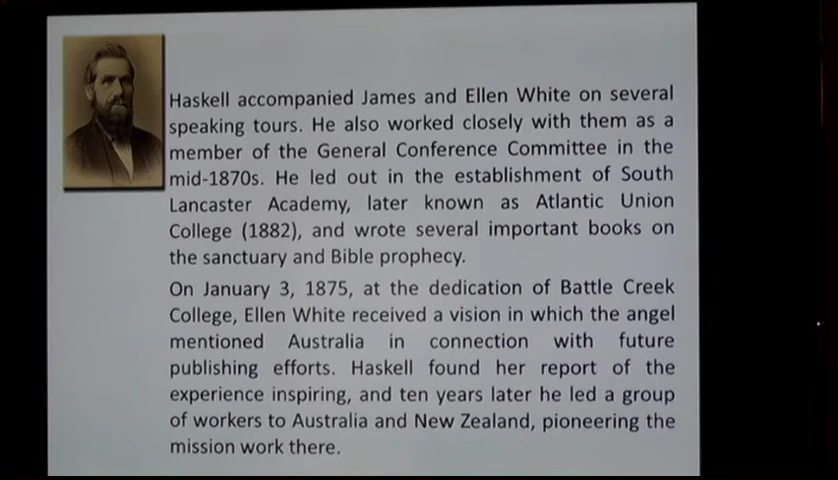 Haskell accompanied James and Ellen White on several
speaking tours. He also worked closely with them as a
member of the General Conference Committee in the
mid-1870s. He led out in the establishment of South
Lancaster Academy, later known as Atlantic Union
College (1882), and wrote several important books on
the sanctuary and Bible prophecy.
On January 3, 1875, at the dedication of Battle Creek
College, Ellen White received a vision in which the angel
mentioned Australia in connection with future
publishing efforts. Haskell found her report of the
experience inspiring, and ten years later he led a group
of workers to Australia and New Zealand, pioneering the
mission work there.